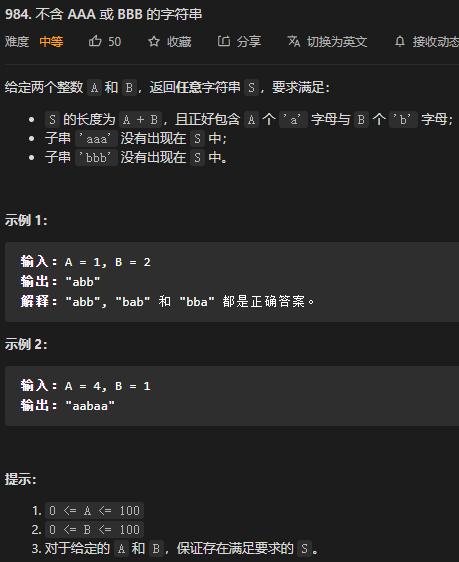 984. 不含 AAA 或 BBB 的字符串
难度 中等 50 收藏 分享 切换为英文 接收动态
给定两个整数 A 和 B，返回任意字符串 S，要求满足：
S 的长度为 A + B，且正好包含 A 个 'a' 字母与 B 个 'b' 字母；
子串 'aaa' 没有出现在 S 中；
子串 'bbb' 没有出现在 S 中。
示例 1：
输入：A = 1, B = 2
输出："abb"
解释："abb", "bab" 和 "bba" 都是正确答案。
示例 2：
输入：A = 4, B = 1
输出："aabaa"
提示：
1. 0 <= A <= 100
2. 0 <= B <= 100
3. 对于给定的 A 和 B，保证存在满足要求的 S。